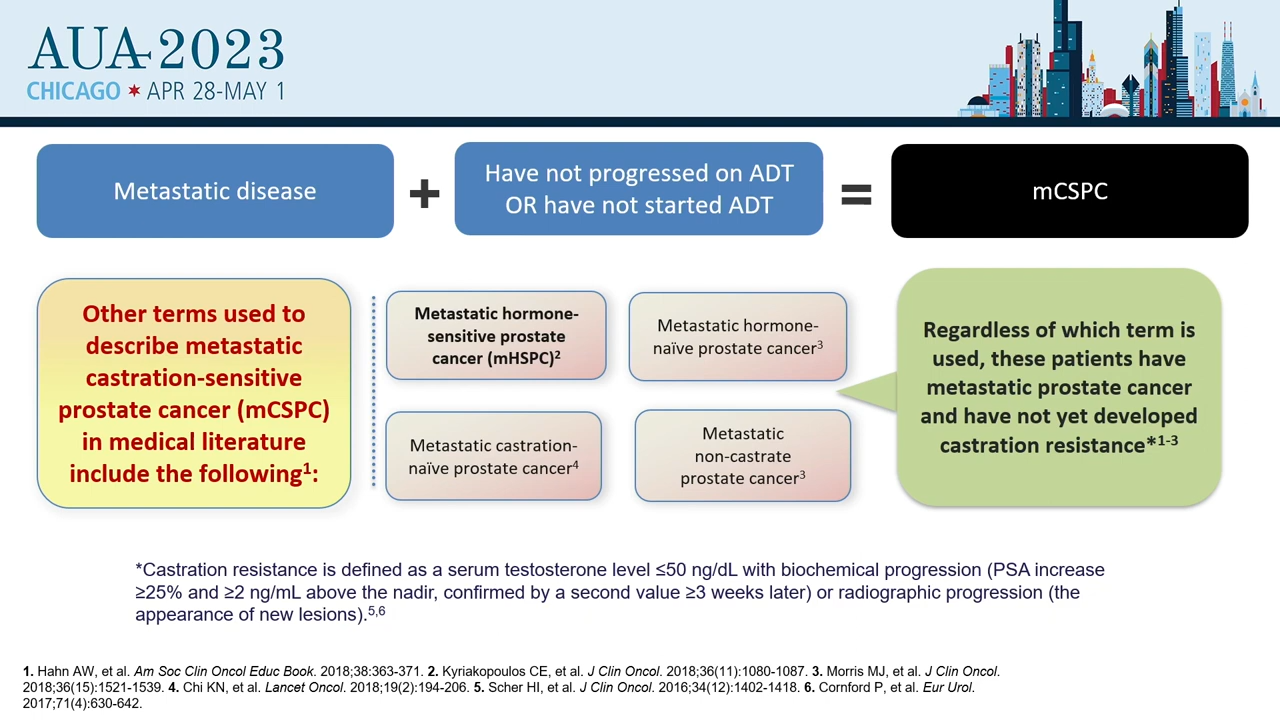 AUA 2023
CHICAGO ✶ APR 28-MAY 1
Metastatic disease
+
Have not progressed on ADT
OR have not started ADT
=
mCSPC
Other terms used to
describe metastatic
castration-sensitive
prostate cancer (mCSPC)
in medical literature
include the following1:
Metastatic hormone-
sensitive prostate
cancer (mHSPC)2
Metastatic hormone-
naïve prostate cancer3
Metastatic castration-
naïve prostate cancer4
Metastatic
non-castrate
prostate cancer3
Regardless of which term is
used, these patients have
metastatic prostate cancer
and have not yet developed
castration resistance*1-3
*Castration resistance is defined as a serum testosterone level ≤50 ng/dL with biochemical progression (PSA increase
≥25% and ≥2 ng/mL above the nadir, confirmed by a second value ≥3 weeks later) or radiographic progression (the
appearance of new lesions).5,6
1. Hahn AW, et al. Am Soc Clin Oncol Educ Book. 2018;38:363-371. 2. Kyriakopoulos CE, et al. J Clin Oncol. 2018;36(11):1080-1087. 3. Morris MJ, et al. J Clin Oncol.
2018;36(15):1521-1539. 4. Chi KN, et al. Lancet Oncol. 2018;19(2):194-206. 5. Scher HI, et al. J Clin Oncol. 2016;34(12):1402-1418. 6. Cornford P, et al. Eur Urol.
2017;71(4):630-642.